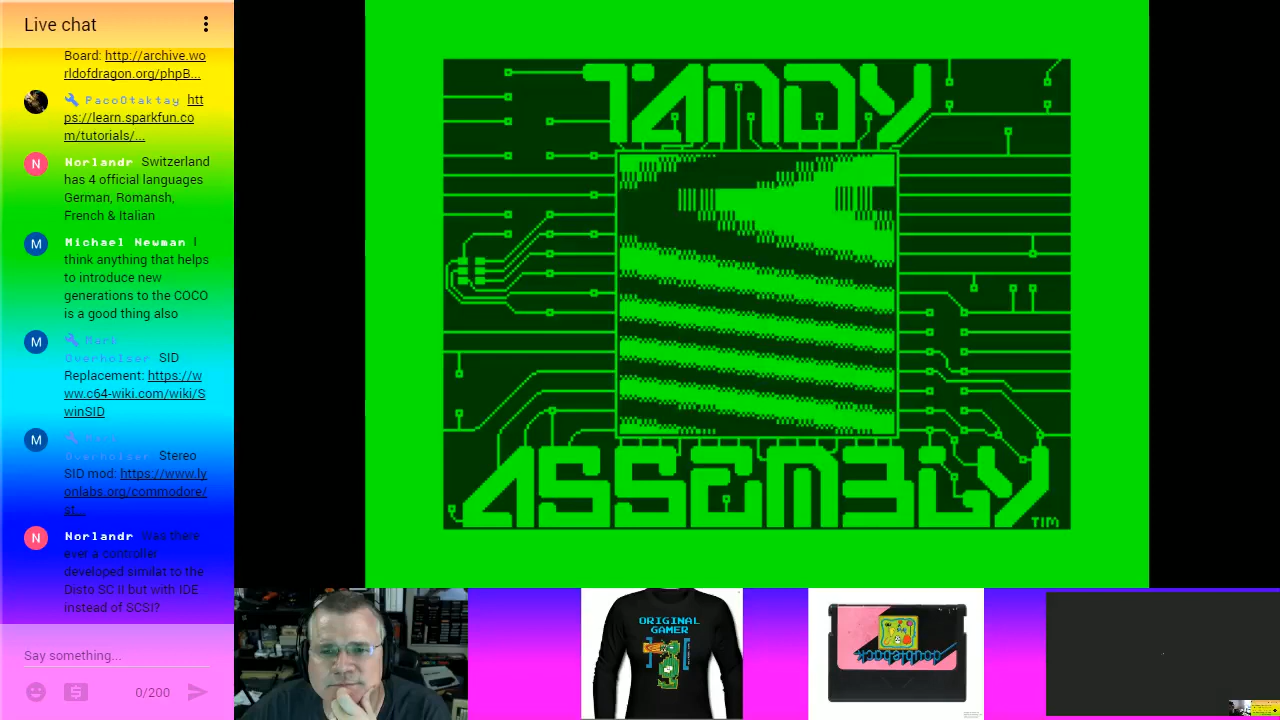 Live chat
Board: http://archive.wo
rldofdragon.org/phpB...
PacoOtaktay htt
ps://learn.sparkfun.co
m/tutorials/...
N
Norlandr Switzerland
has 4 official languages
German, Romansh,
French & Italian
M
Michael Newman I
think anything that helps
to introduce new
generations to the COCO
is a good thing also
M
Mark
Overholser SID
Replacement: https://w
ww.c64-wiki.com/wiki/S
winSID
M
Mark
Overholser Stereo
SID mod: https://www.ly
onlabs.org/commodore/
st...
N
Norlandr Was there
ever a controller
developed similat to the
Disto SC II but with IDE
instead of SCSI?
Say something...
0/200
TANDY
ASSEMBLY
TIM
ORIGINAL
GAMER